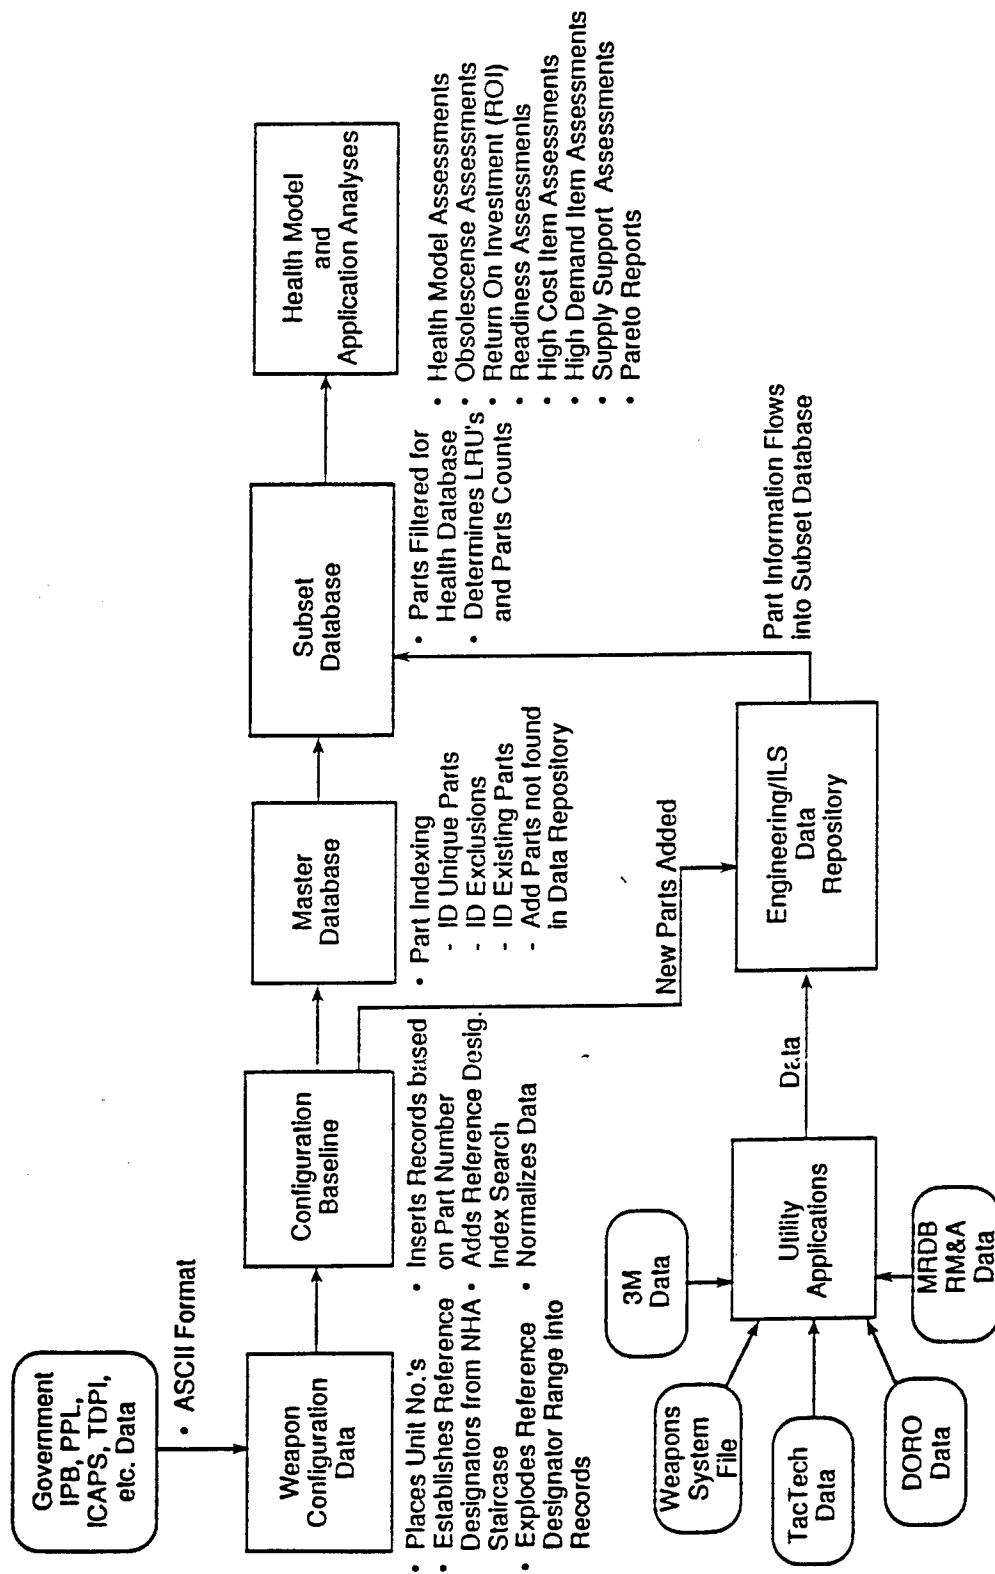 Government
IPB, PPL,
ICAPS, TDPI,
etc. Data
• ASCII Format
Weapon
Configuration
Data
• Places Unit No.'s
• Establishes Reference
Designators from NHA
Staircase
• Explodes Reference
Designator Range Into
Records
Configuration
Baseline
• Inserts Records based
on Part Number
• Adds Reference Desig.
Index Search
• Normalizes Data
Master
Database
• Part Indexing
- ID Unique Parts
- ID Exclusions
- ID Existing Parts
- Add Parts not found
in Data Repository
Subset
Database
• Parts Filtered for
Health Database
• Determines LRU's
and Parts Counts
Health Model
and
Application Analyses
• Health Model Assessments
• Obsolescense Assessments
• Return On Investment (ROI)
• Readiness Assessments
• High Cost Item Assessments
• High Demand Item Assessments
• Supply Support Assessments
• Pareto Reports
New Parts Added
Part Information Flows
into Subset Database
Weapons
System
File
3M
Data
TacTech
Data
DORO
Data
MRDB
RM&A
Data
Utility
Applications
Data
Engineering/ILS
Data
Repository